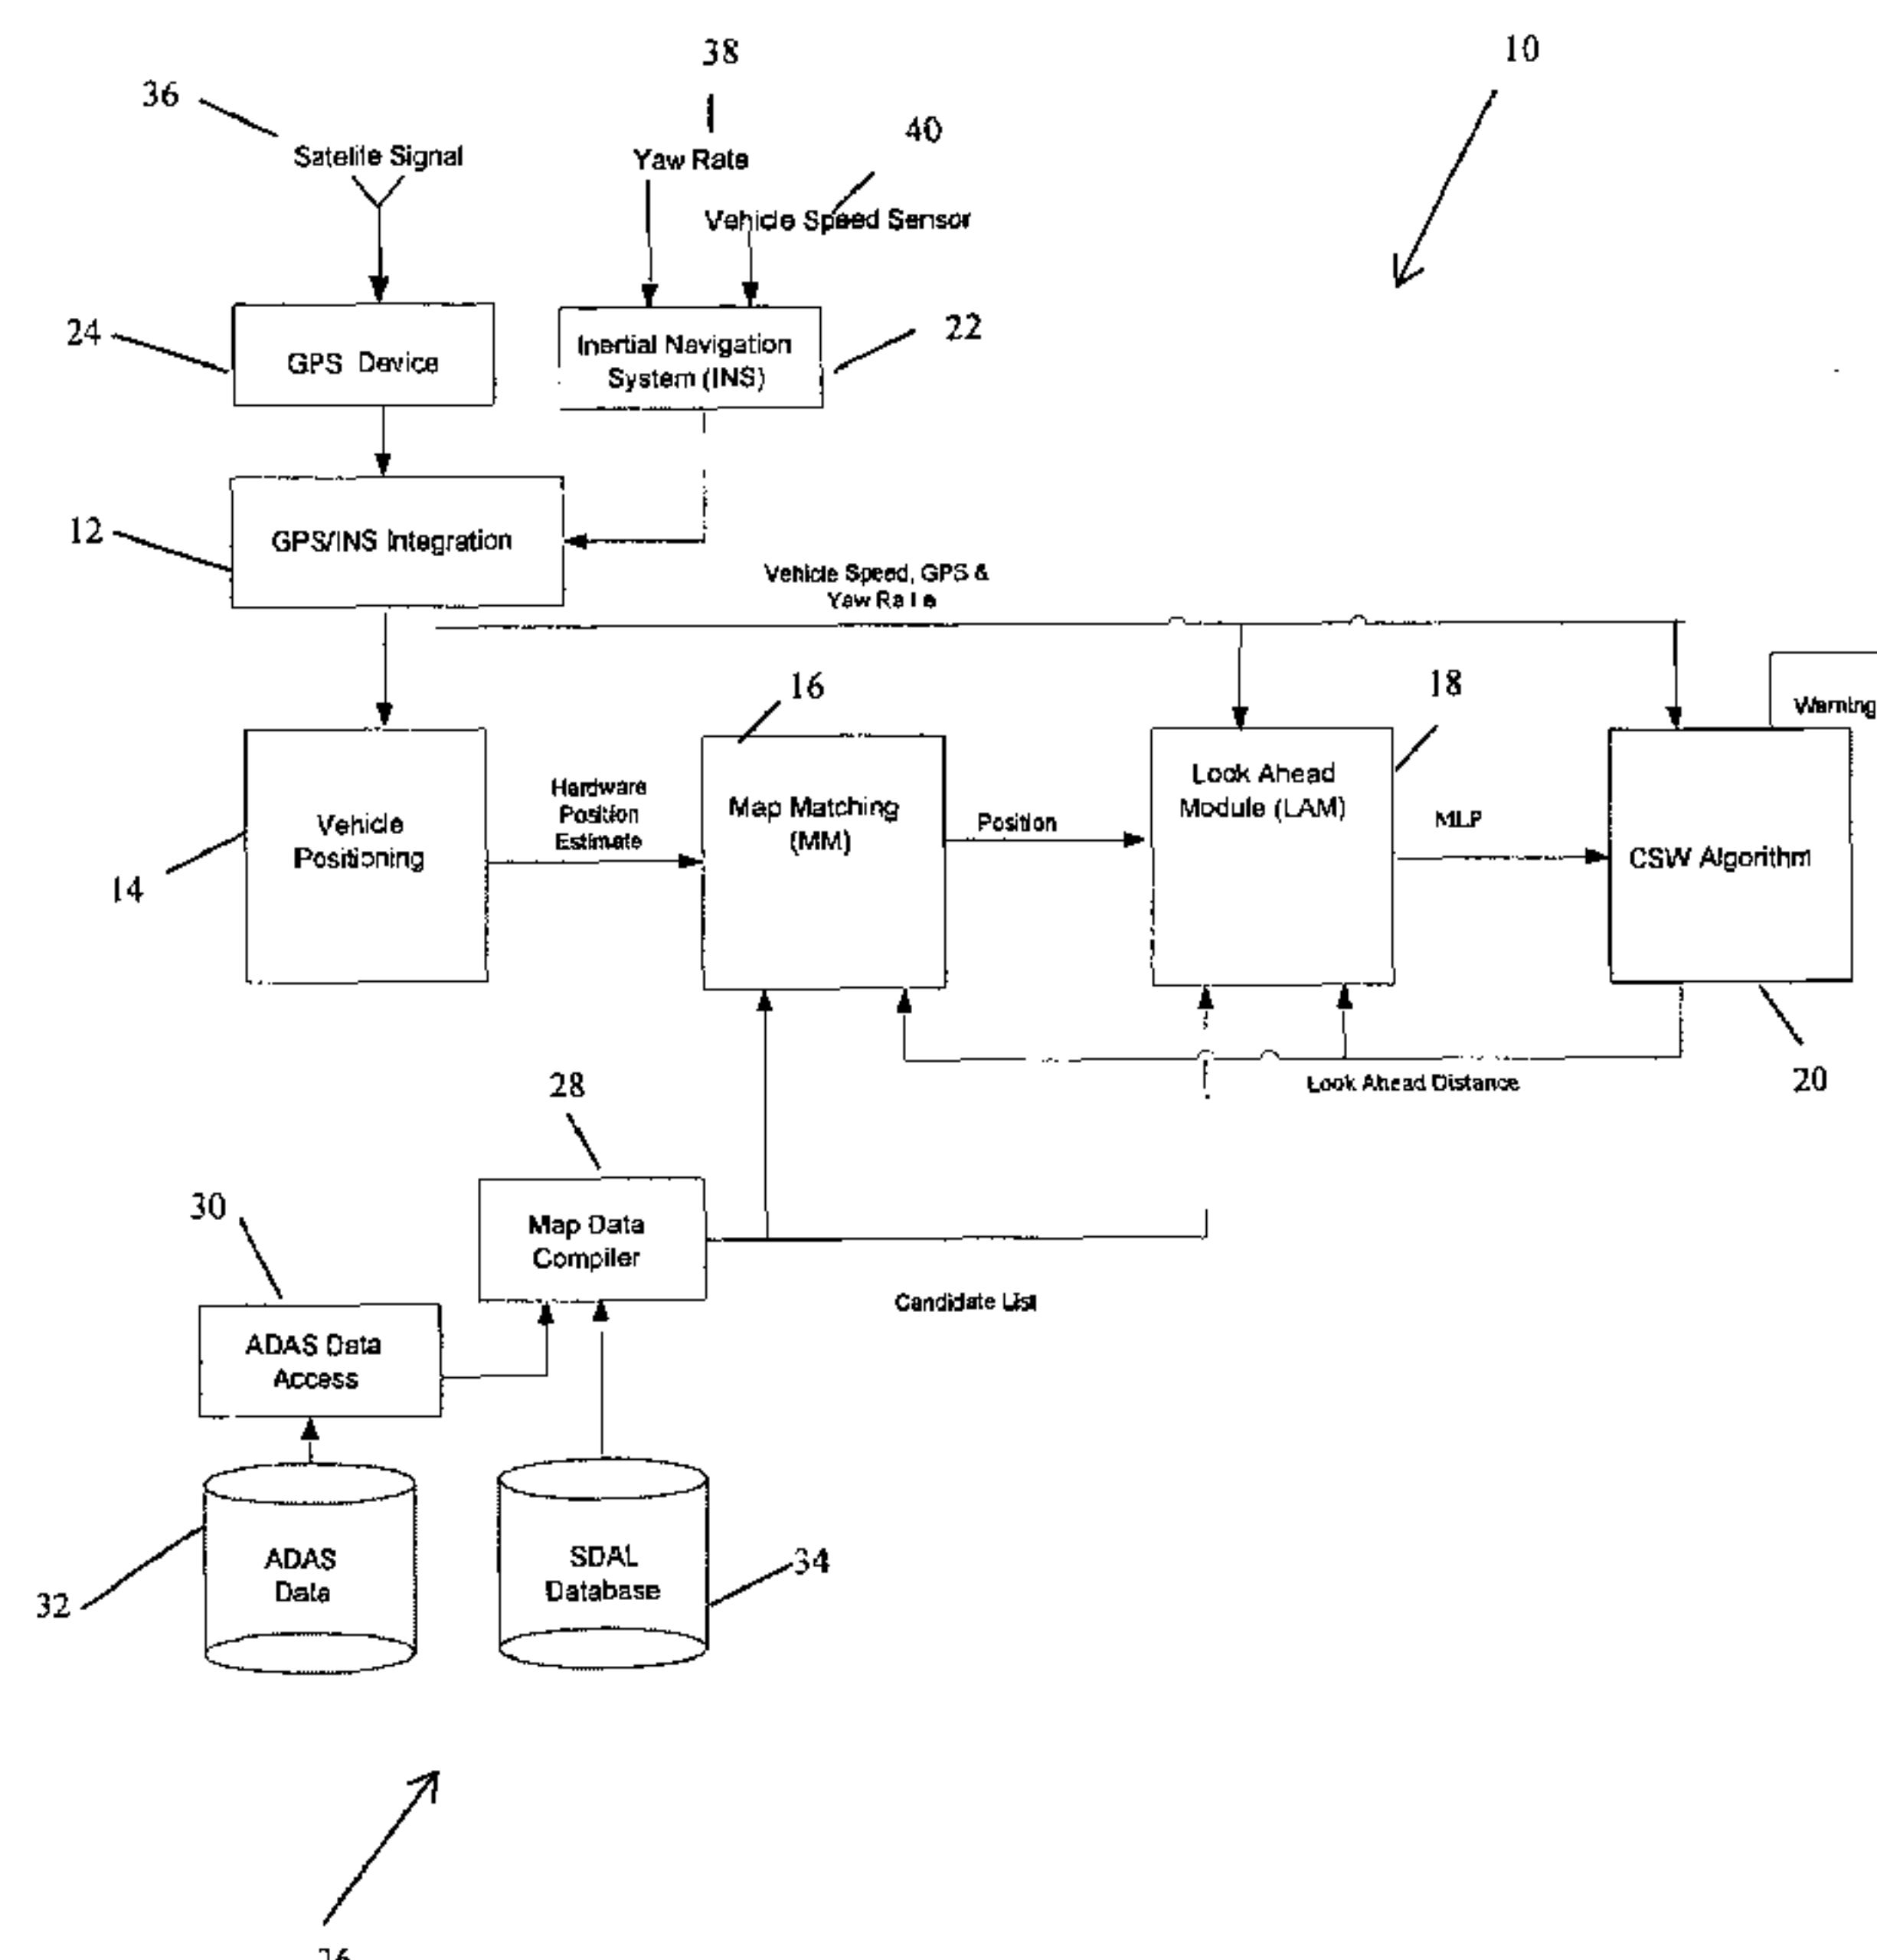 38
10
36
40
Satelite Signal
Yaw Rate
Vehicle Speed Sensor
24
GPS Device
Inertial Navigation
System (INS)
22
12
GPS/INS Integration
Vehicle Speed, GPS &
Yaw Rate
16
18
Warning
Vehicle
Positioning
14
Hardware
Position
Estimate
Map Matching
(MM)
Position
Look Ahead
Module (LAM)
MLP
CSW Algorithm
20
Look Ahead Distance
28
Map Data
Compiler
30
Candidate List
ADAS Data
Access
ADAS
Data
32
SDAL
Database
34
26